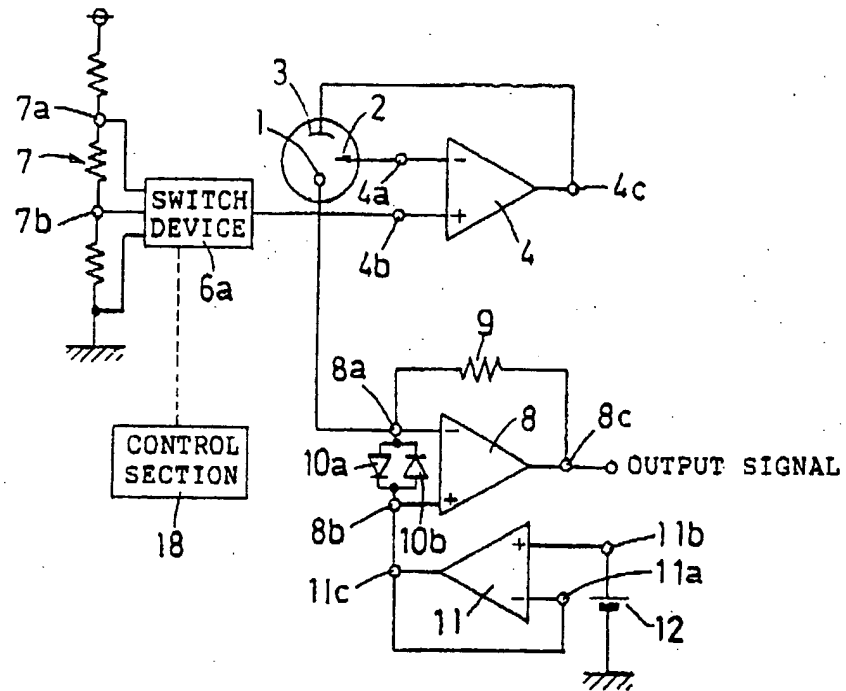 3
2
1
7a
7
7b
SWITCH
DEVICE
6a
4a
4b
-
+
4
4c
9
8a
8
8c
-
+
10a
10b
8b
OUTPUT SIGNAL
CONTROL
SECTION
18
11c
11
+
-
11b
11a
12